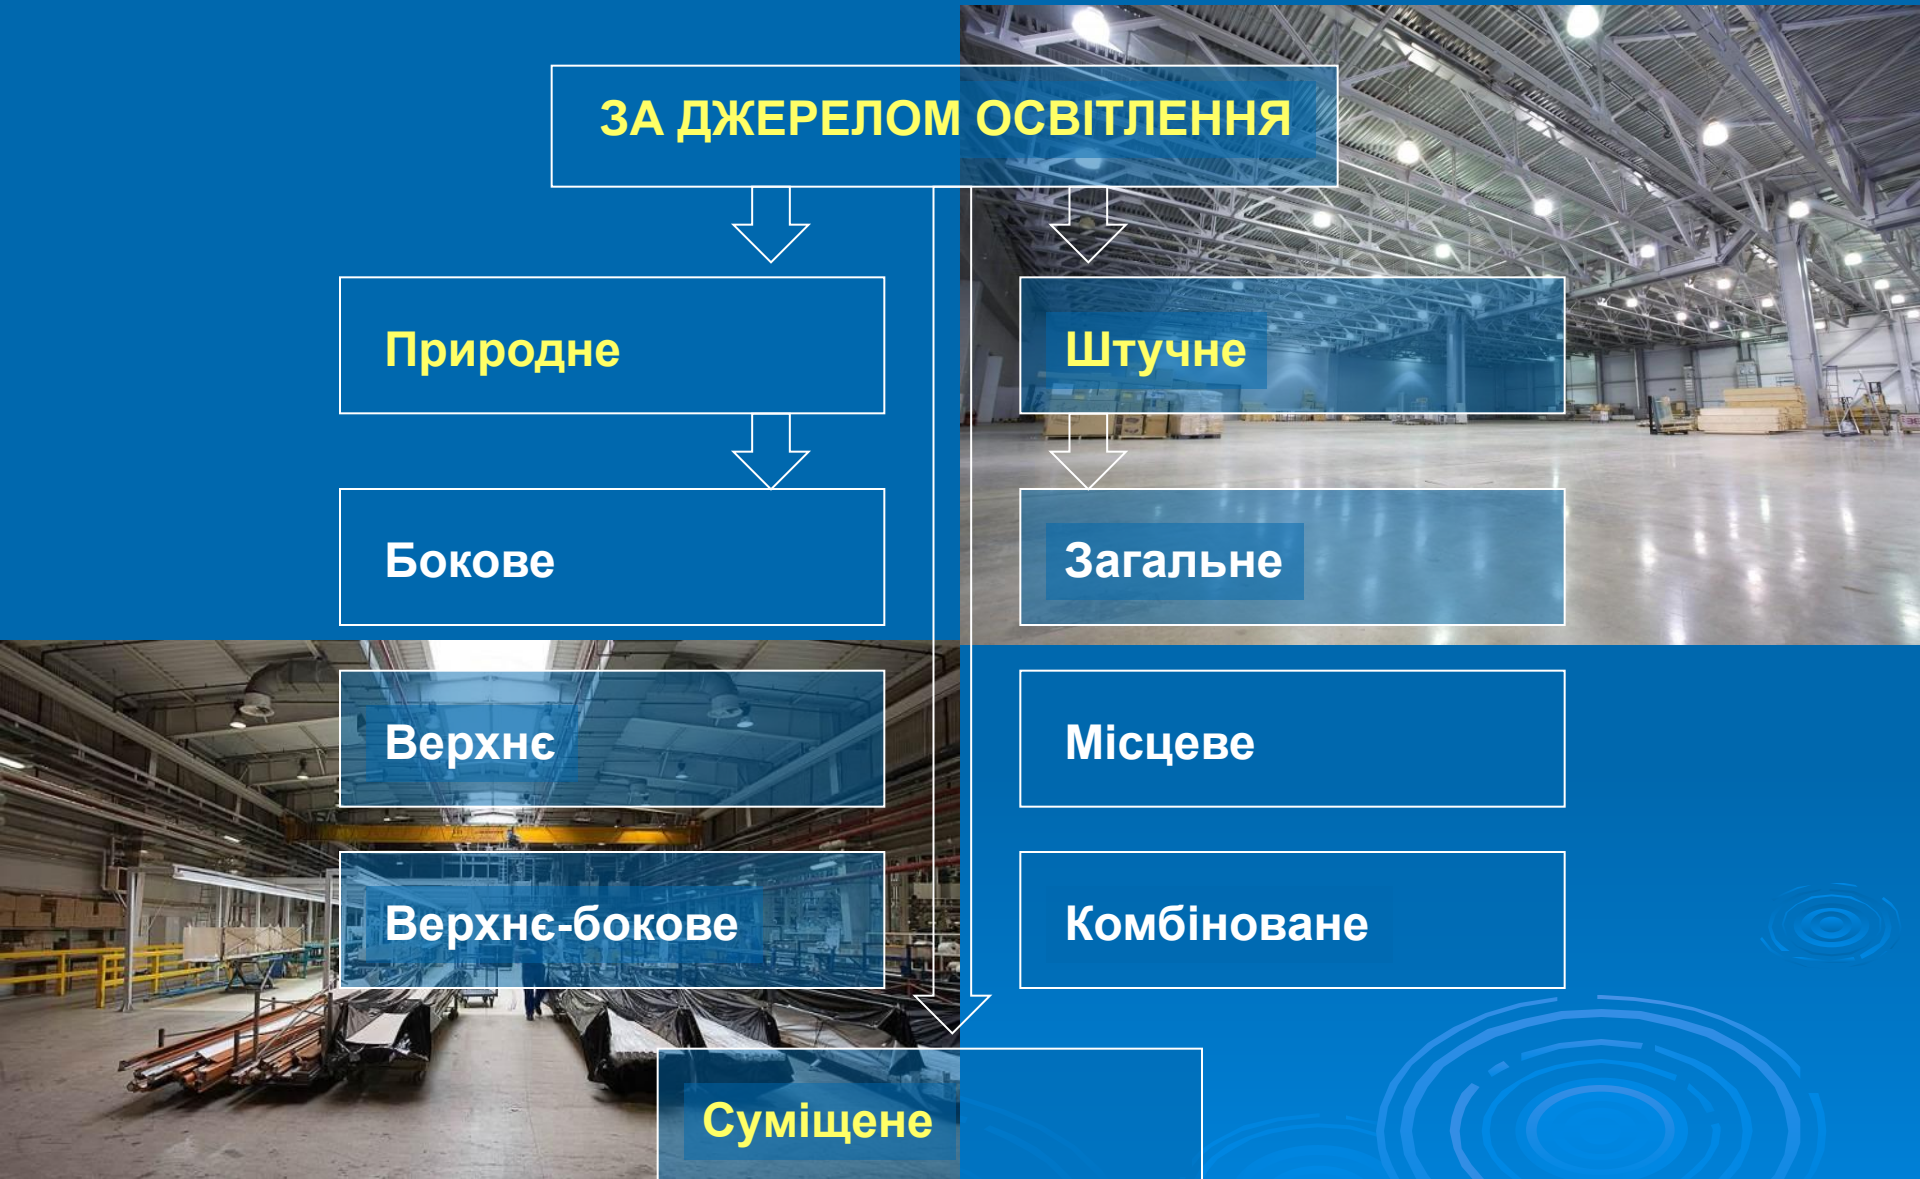 ЗА ДЖЕРЕЛОМ ОСВІТЛЕННЯ
Природне
Штучне
Бокове
Загальне
Верхнє
Місцеве
Верхнє-бокове
Комбіноване
Суміщене